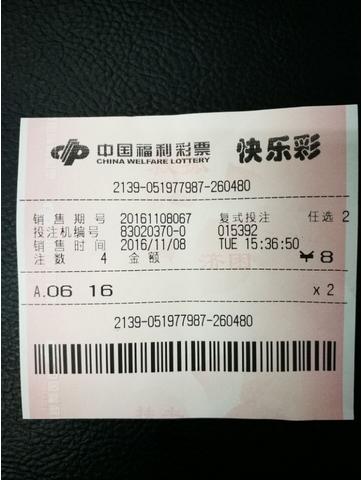 中国福利彩票 快乐彩
CHINA WELFARE LOTTERY
2139-051977987-260480
销售期号 20161108067 复式投注 任选2
投注机编号 83020370-0 015392
销售时间 2016/11/08 TUE 15:36:50
注数 4 金额 ¥8
A.06 16 x2
2139-051977987-260480